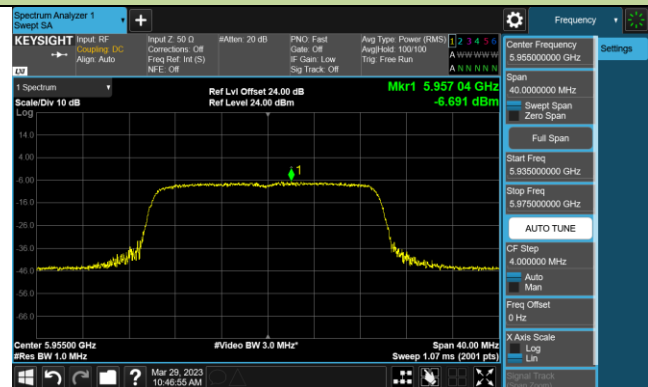 Spectrum Analyzer 1
Swept SA
Frequency
KEYSIGHT
Input: RF
Coupling: DC
Align: Auto
Input Z: 50 Ω
Corrections: Off
Freq Ref: Int (S)
NFE: Off
#Atten: 20 dB
PNO: Fast
Gate: Off
IF Gain: Low
Sig Track: Off
Avg Type: Power (RMS)
Avg|Hold: 100/100
Trig: Free Run
1 2 3 4 5 6
A W W W W W
A N N N N N
LXI
1 Spectrum
Scale/Div 10 dB
Log
Ref Lvl Offset 24.00 dB
Ref Level 24.00 dBm
Mkr1 5.957 04 GHz
-6.691 dBm
14.0
4.00
-6.00
-16.0
-26.0
-36.0
-46.0
-56.0
-66.0
1
Center 5.95500 GHz
#Res BW 1.0 MHz
#Video BW 3.0 MHz*
Span 40.00 MHz
Sweep 1.07 ms (2001 pts)
Mar 29, 2023
10:46:55 AM
?
Center Frequency
5.955000000 GHz
Span
40.0000000 MHz
Swept Span
Zero Span
Full Span
Start Freq
5.935000000 GHz
Stop Freq
5.975000000 GHz
AUTO TUNE
CF Step
4.000000 MHz
Auto
Man
Freq Offset
0 Hz
X Axis Scale
Log
Lin
Signal Track
(Span Zoom)
Settings